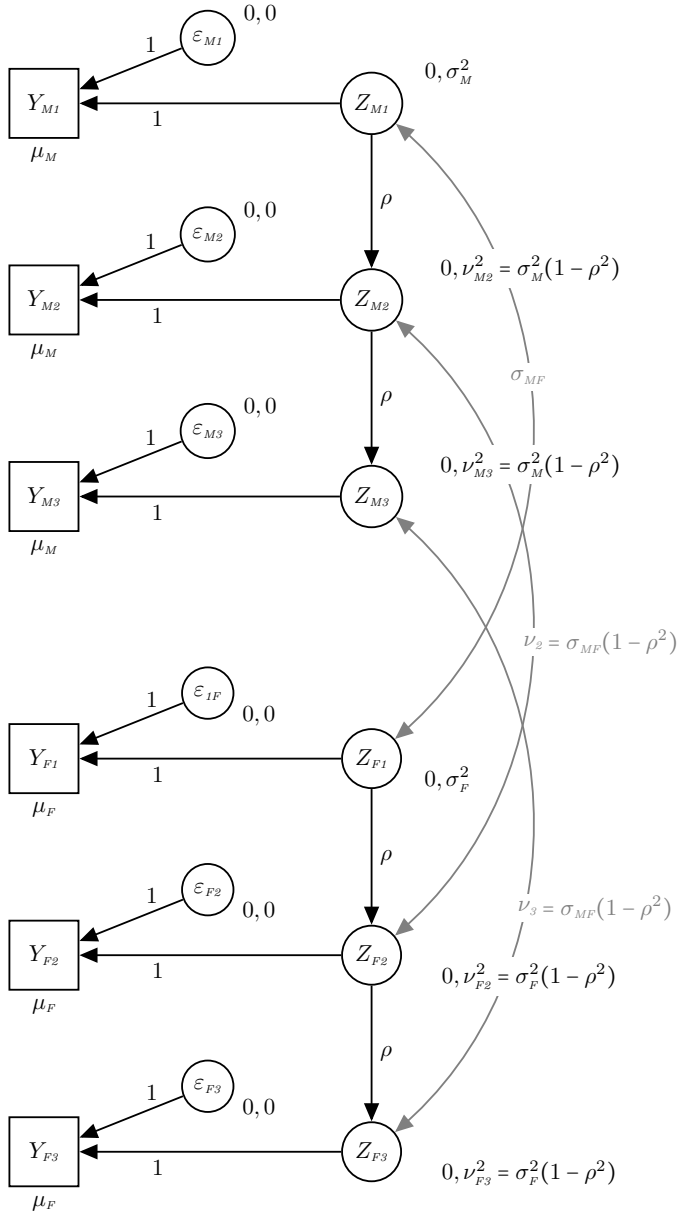 0, 0
1
ε_{M1}
Y_{M1}
Z_{M1}
0, σ_M^2
1
μ_M
ρ
0, 0
1
ε_{M2}
0, ν_{M2}^2 = σ_M^2(1 − ρ^2)
Y_{M2}
Z_{M2}
1
μ_M
σ_{MF}
ρ
0, 0
1
ε_{M3}
0, ν_{M3}^2 = σ_M^2(1 − ρ^2)
Y_{M3}
Z_{M3}
1
μ_M
ν_2 = σ_{MF}(1 − ρ^2)
ε_{1F}
1
0, 0
Y_{F1}
Z_{F1}
0, σ_F^2
1
μ_F
ρ
ε_{F2}
1
0, 0
ν_3 = σ_{MF}(1 − ρ^2)
Y_{F2}
Z_{F2}
1
0, ν_{F2}^2 = σ_F^2(1 − ρ^2)
μ_F
ρ
ε_{F3}
1
0, 0
Y_{F3}
Z_{F3}
1
0, ν_{F3}^2 = σ_F^2(1 − ρ^2)
μ_F